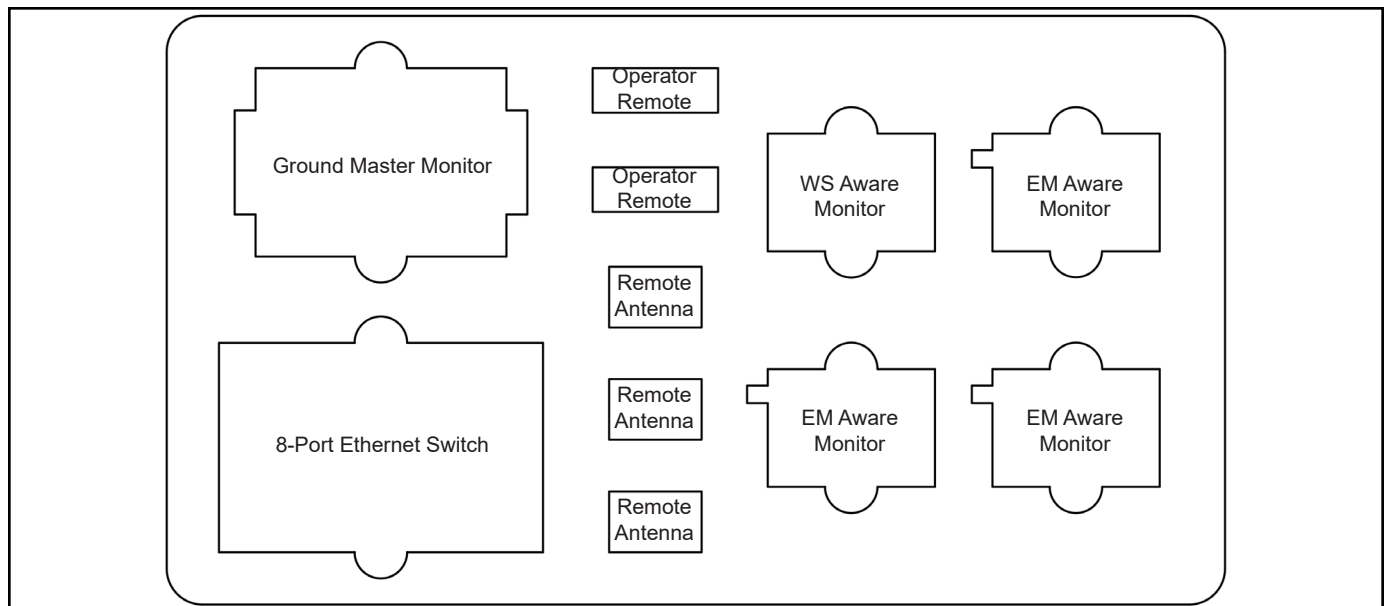 Ground Master Monitor
Operator
Remote
Operator
Remote
WS Aware
Monitor
EM Aware
Monitor
Remote
Antenna
8-Port Ethernet Switch
Remote
Antenna
EM Aware
Monitor
EM Aware
Monitor
Remote
Antenna